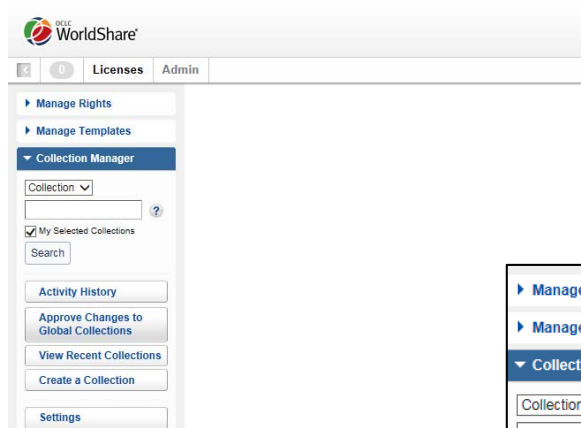 OCLC
WorldShare®
0 Licenses Admin
Manage Rights
Manage Templates
Collection Manager
Collection
?
My Selected Collections
Search
Activity History
Approve Changes to
Global Collections
View Recent Collections
Create a Collection
Settings
Manage
Manage
Collect
Collection